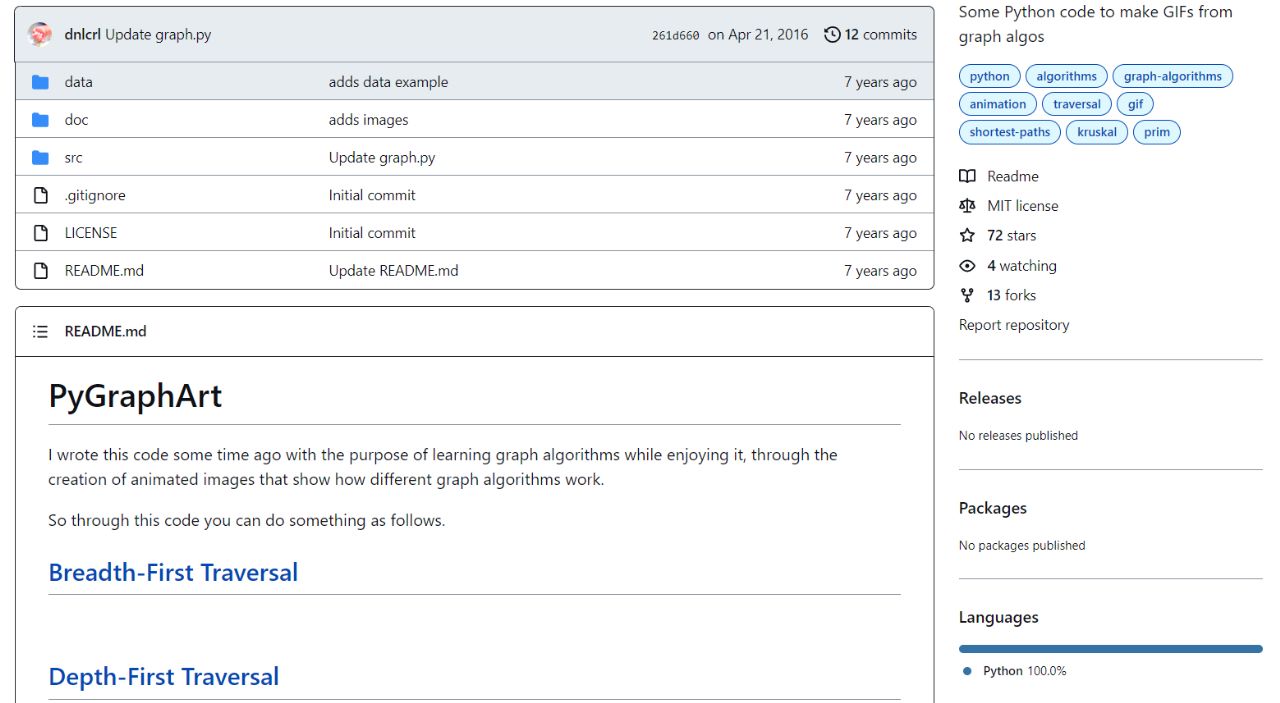 dnlcrl Update graph.py 261d660 on Apr 21, 2016 12 commits
data adds data example 7 years ago
doc adds images 7 years ago
src Update graph.py 7 years ago
.gitignore Initial commit 7 years ago
LICENSE Initial commit 7 years ago
README.md Update README.md 7 years ago
README.md
PyGraphArt
I wrote this code some time ago with the purpose of learning graph algorithms while enjoying it, through the
creation of animated images that show how different graph algorithms work.
So through this code you can do something as follows.
Breadth-First Traversal
Depth-First Traversal
Some Python code to make GIFs from
graph algos
python algorithms graph-algorithms
animation traversal gif
shortest-paths kruskal prim
Readme
MIT license
72 stars
4 watching
13 forks
Report repository
Releases
No releases published
Packages
No packages published
Languages
Python 100.0%